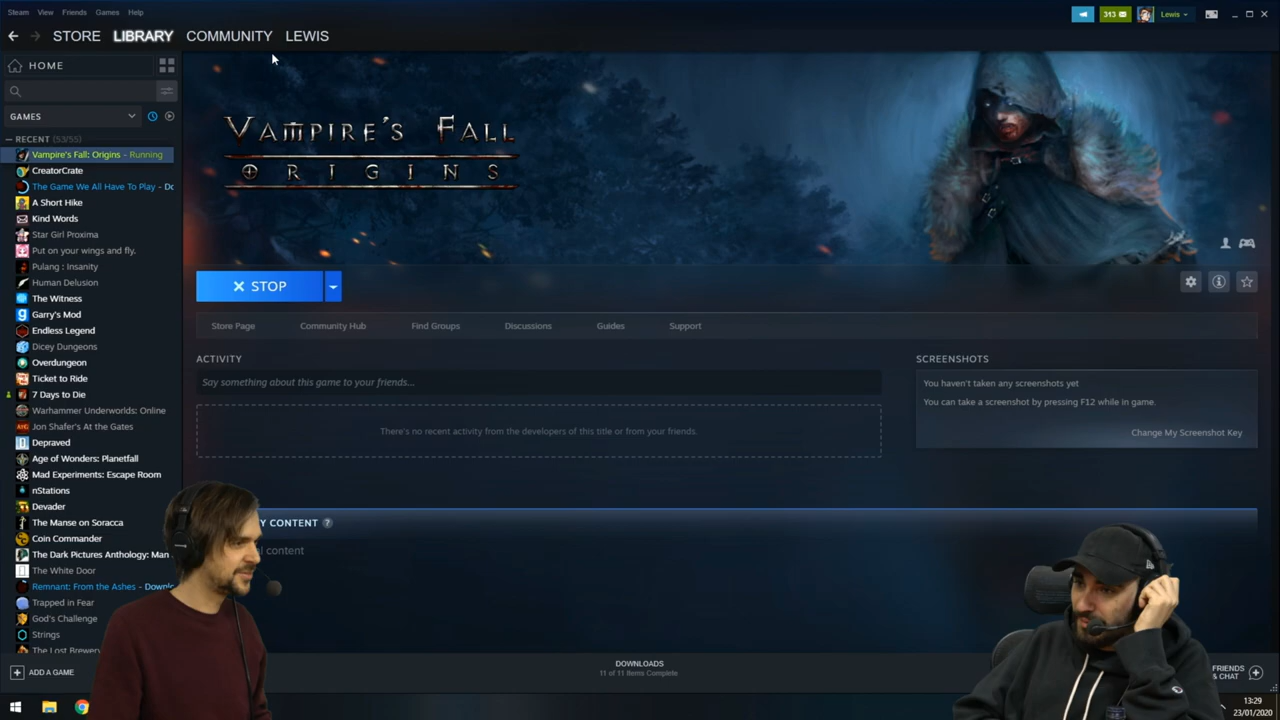 Steam View Friends Games Help
313 Lewis
STORE LIBRARY COMMUNITY LEWIS
HOME
GAMES
RECENT (53/55)
Vampire's Fall: Origins - Running
CreatorCrate
The Game We All Have To Play - Dc
A Short Hike
Kind Words
Star Girl Proxima
Put on your wings and fly.
Pulang : Insanity
Human Delusion
The Witness
Garry's Mod
Endless Legend
Dicey Dungeons
Overdungeon
Ticket to Ride
7 Days to Die
Warhammer Underworlds: Online
Jon Shafer's At the Gates
Depraved
Age of Wonders: Planetfall
Mad Experiments: Escape Room
nStations
Devader
The Manse on Soracca
Coin Commander
The Dark Pictures Anthology: Man
The White Door
Remnant: From the Ashes - Downlo
Trapped in Fear
God's Challenge
Strings
The Lost Brewery
ADD A GAME
VAMPIRE'S FALL
ORIGINS
STOP
Store Page Community Hub Find Groups Discussions Guides Support
ACTIVITY
Say something about this game to your friends...
There's no recent activity from the developers of this title or from your friends.
SCREENSHOTS
You haven't taken any screenshots yet
You can take a screenshot by pressing F12 while in game.
Change My Screenshot Key
Y CONTENT ?
al content
DOWNLOADS
11 of 11 Items Complete
FRIENDS
& CHAT
13:29
23/01/2020